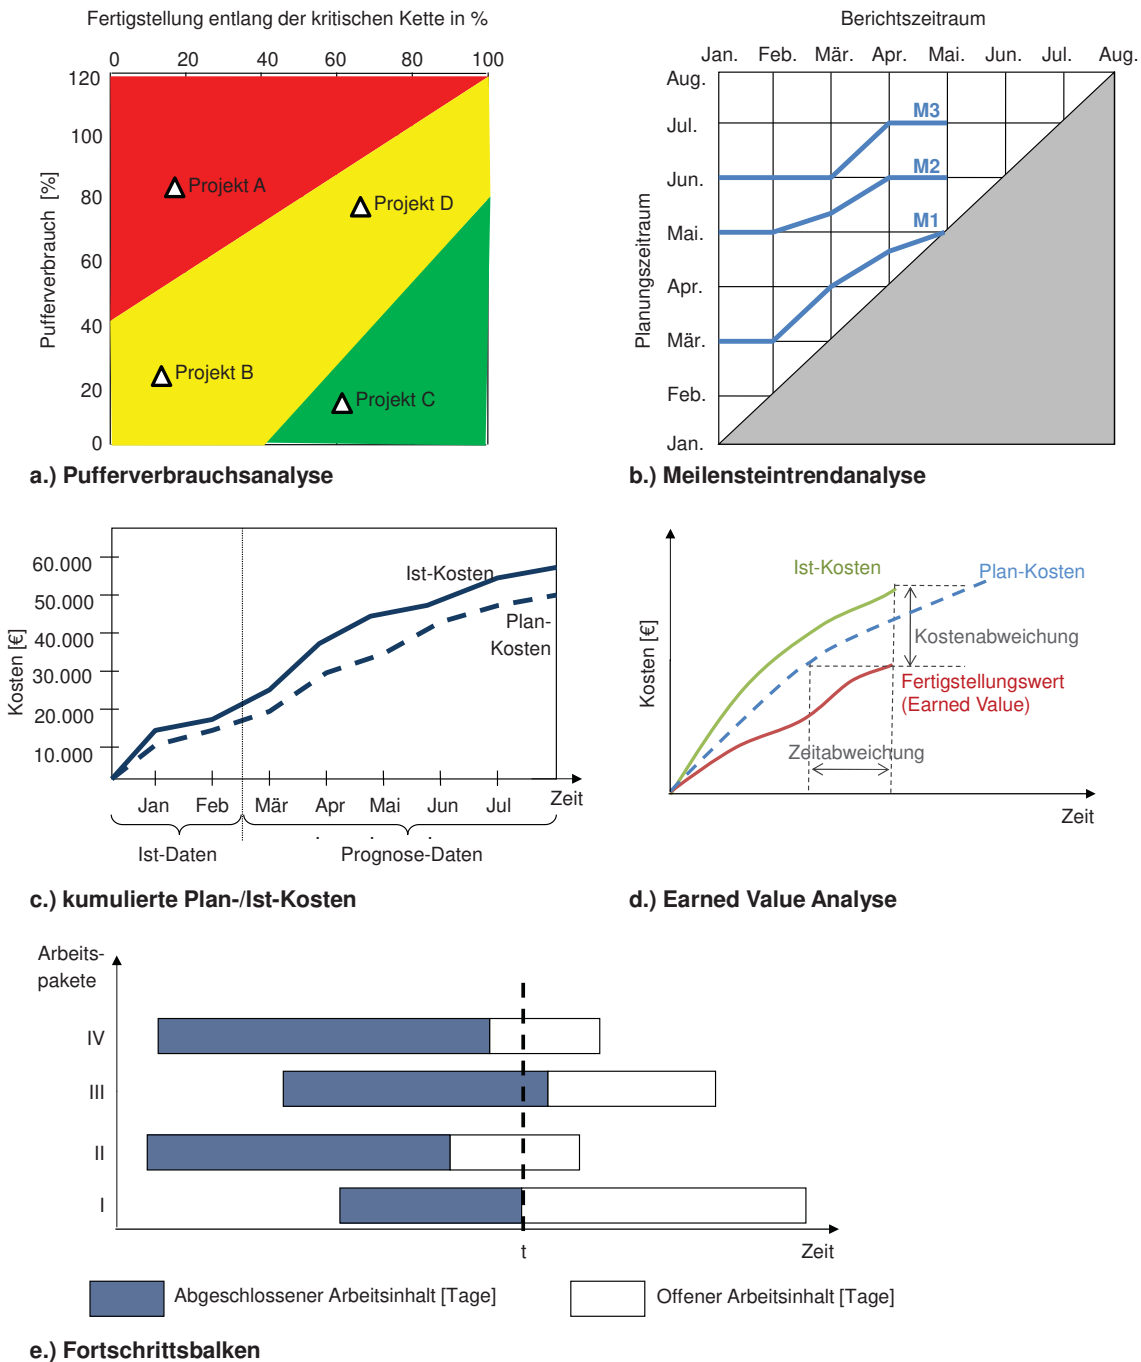 Fertigstellung entlang der kritischen Kette in %
0 20 40 60 80 100
120
100
80
60
40
20
0
Pufferverbrauch [%]
Projekt A
Projekt D
Projekt B
Projekt C
a.) Pufferverbrauchsanalyse
Berichtszeitraum
Jan. Feb. Mär. Apr. Mai. Jun. Jul. Aug.
Aug.
Jul.
Jun.
Mai.
Apr.
Mär.
Feb.
Jan.
Planungszeitraum
M3
M2
M1
b.) Meilensteintrendanalyse
60.000
50.000
40.000
30.000
20.000
10.000
Kosten [€]
Ist-Kosten
Plan-
Kosten
Jan Feb Mär Apr Mai Jun Jul
Zeit
Ist-Daten
Prognose-Daten
c.) kumulierte Plan-/Ist-Kosten
Kosten [€]
Ist-Kosten
Plan-Kosten
Kostenabweichung
Fertigstellungswert
(Earned Value)
Zeitabweichung
Zeit
d.) Earned Value Analyse
Arbeits-
pakete
IV
III
II
I
t
Zeit
Abgeschlossener Arbeitsinhalt [Tage]
Offener Arbeitsinhalt [Tage]
e.) Fortschrittsbalken